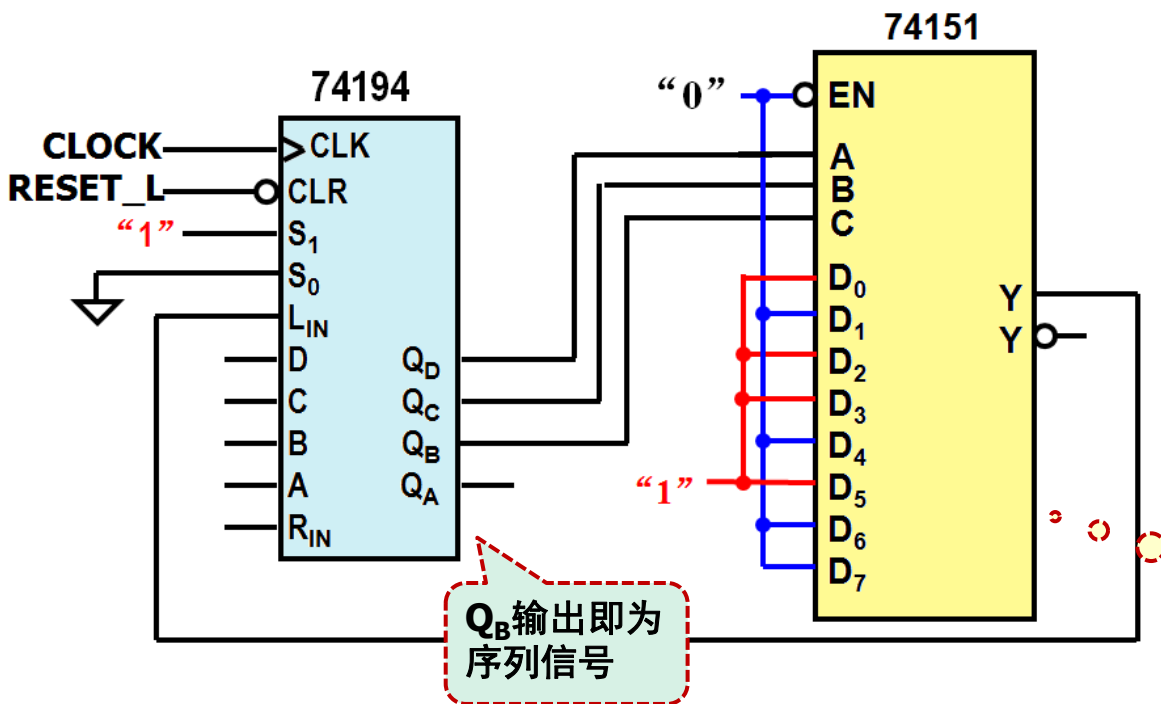 74151
74194
“0”
EN
CLOCK
CLK
A
RESET_L
CLR
B
“1”
S1
C
S0
D0
LIN
D1
Y
Y
D
QD
D2
C
QC
D3
B
QB
D4
A
QA
“1”
D5
RIN
D6
D7
QB输出即为
序列信号